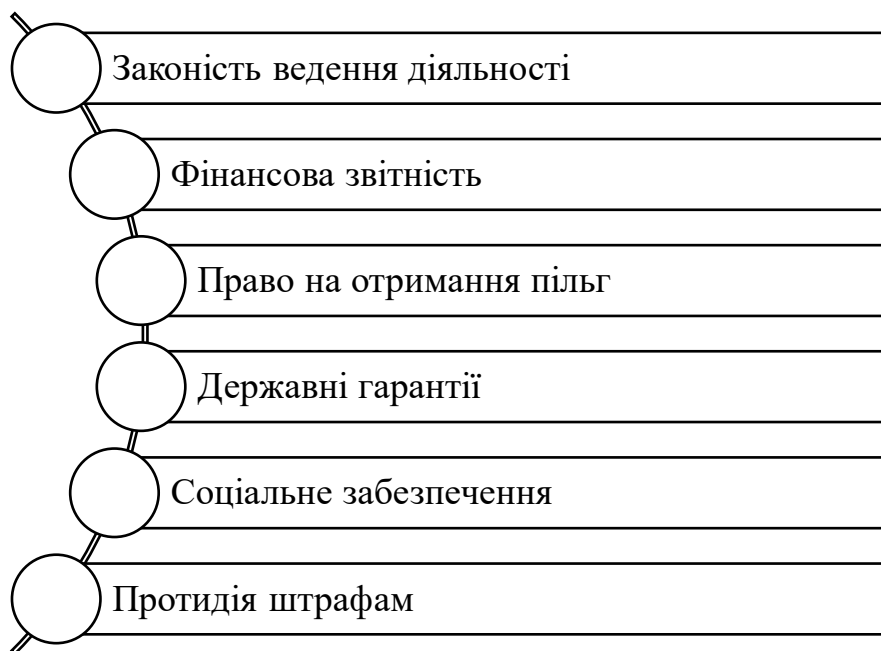 Законість ведення діяльності
Фінансова звітність
Право на отримання пільг
Державні гарантії
Соціальне забезпечення
Протидія штрафам